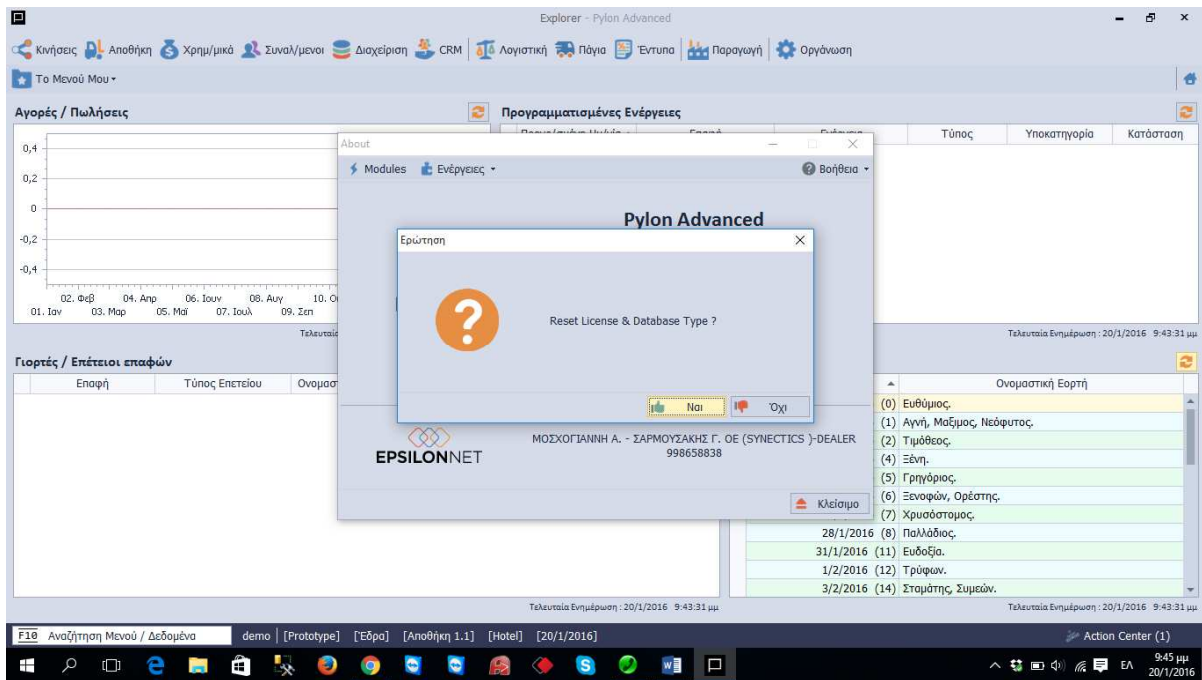 Explorer - Pylon Advanced
Κινήσεις Αποθήκη Χρημ/μικά Συναλ/μενοι Διαχείριση CRM Λογιστική Πάγια Έντυπα Παραγωγή Οργάνωση
Το Μενού Μου
Αγορές / Πωλήσεις
0,4
0,2
0
-0,2
-0,4
02. Φεβ 04. Απρ 06. Ιουν 08. Αυγ 10.
01. Ιαν 03. Μαρ 05. Μαϊ 07. Ιουλ 09. Σεπ
Προγραμματισμένες Ενέργειες
Τύπος Υποκατηγορία Κατάσταση
Τελευταία Ενημέρωση : 20/1/2016 9:43:31 μμ
About
Modules Ενέργειες Βοήθεια
Pylon Advanced
Ερώτηση
Reset License & Database Type ?
Ναι Όχι
EPSILONNET
ΜΟΣΧΟΓΙΑΝΝΗ Α. - ΣΑΡΜΟΥΣΑΚΗΣ Γ. ΟΕ (SYNECTICS )-DEALER
998658838
Κλείσιμο
Γιορτές / Επέτειοι επαφών
Επαφή Τύπος Επετείου
Τελευταία Ενημέρωση : 20/1/2016 9:43:31 μμ
Ονομαστική Εορτή
(0) Ευθύμιος.
(1) Αγνή, Μαξιμος, Νεόφυτος.
(2) Τιμόθεος.
(4) Ξένη.
(5) Γρηγόριος.
(6) Ξενοφών, Ορέστης.
(7) Χρυσόστομος.
28/1/2016 (8) Παλλάδιος.
31/1/2016 (11) Ευδοξία.
1/2/2016 (12) Τρύφων.
3/2/2016 (14) Σταμάτης, Συμεών.
Τελευταία Ενημέρωση : 20/1/2016 9:43:31 μμ
F10 Αναζήτηση Μενού / Δεδομένα demo [Prototype] [Έδρα] [Αποθήκη 1.1] [Hotel] [20/1/2016] Action Center (1)
ΕΛ 9:45 μμ
20/1/2016